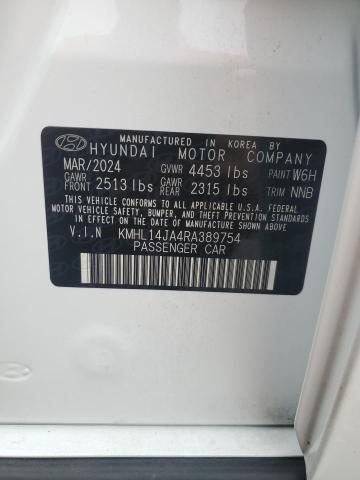 MANUFACTURED IN KOREA BY
HYUNDAI MOTOR COMPANY
MAR/2024 GVWR 4453 lbs PAINT W6H
GAWR FRONT 2513 lbs GAWR REAR 2315 lbs TRIM NNB
THIS VEHICLE CONFORMS TO ALL APPLICABLE
U.S. FEDERAL MOTOR VEHICLE
SAFETY, BUMPER, AND THEFT PREVENTION
STANDARDS IN EFFECT ON THE DATE OF
MANUFACTURE SHOWN ABOVE.
V.I.N KMHL14JA4RA389754
PASSENGER CAR